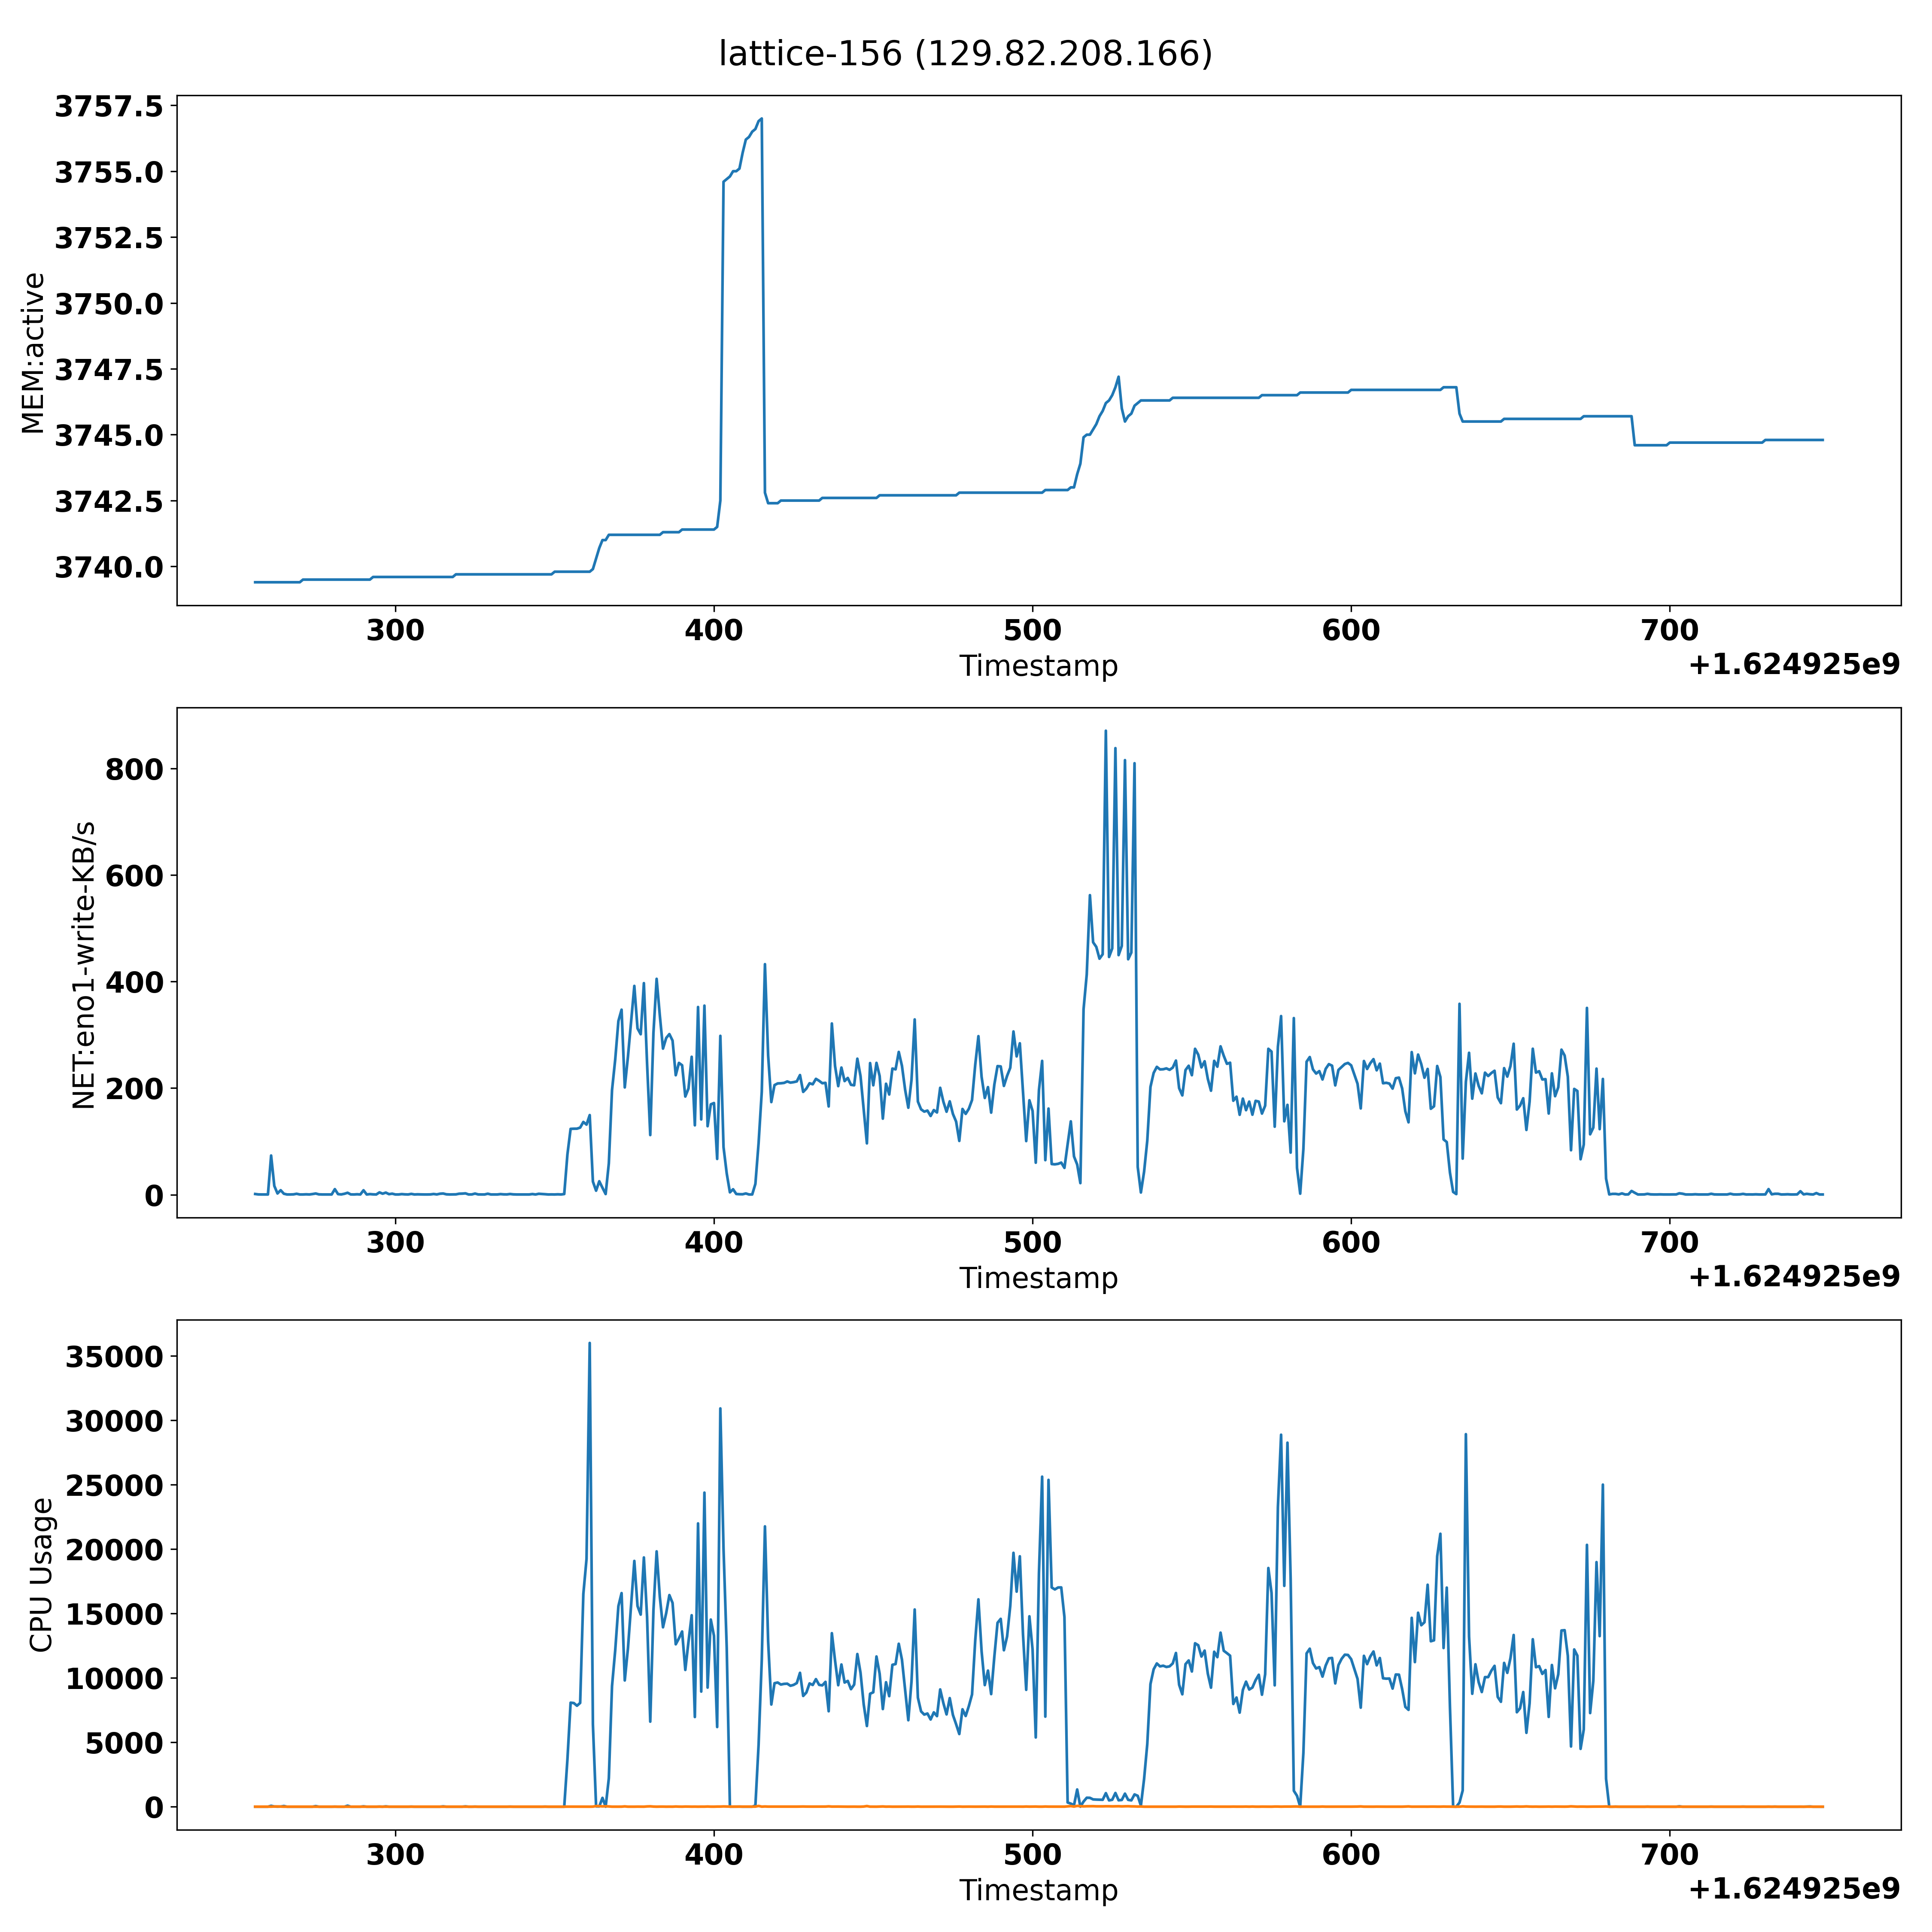 lattice-156 (129.82.208.166)
3757.5
3755.0
3752.5
3750.0
3747.5
3745.0
3742.5
3740.0
MEM:active
300 400 500 600 700
Timestamp
+1.624925e9
800
600
400
200
0
NET:eno1-write-KB/s
300 400 500 600 700
Timestamp
+1.624925e9
35000
30000
25000
20000
15000
10000
5000
0
CPU Usage
300 400 500 600 700
Timestamp
+1.624925e9